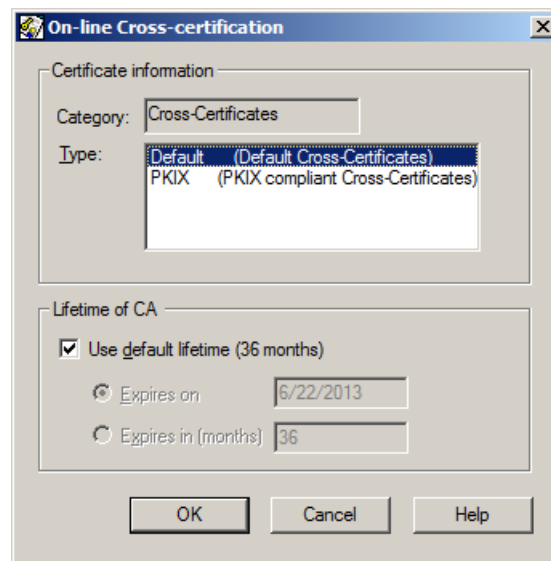 On-line Cross-certification
Certificate information
Category: Cross-Certificates
Type: Default (Default Cross-Certificates)
PKIX (PKIX compliant Cross-Certificates)
Lifetime of CA
Use default lifetime (36 months)
Expires on 6/22/2013
Expires in (months) 36
OK Cancel Help